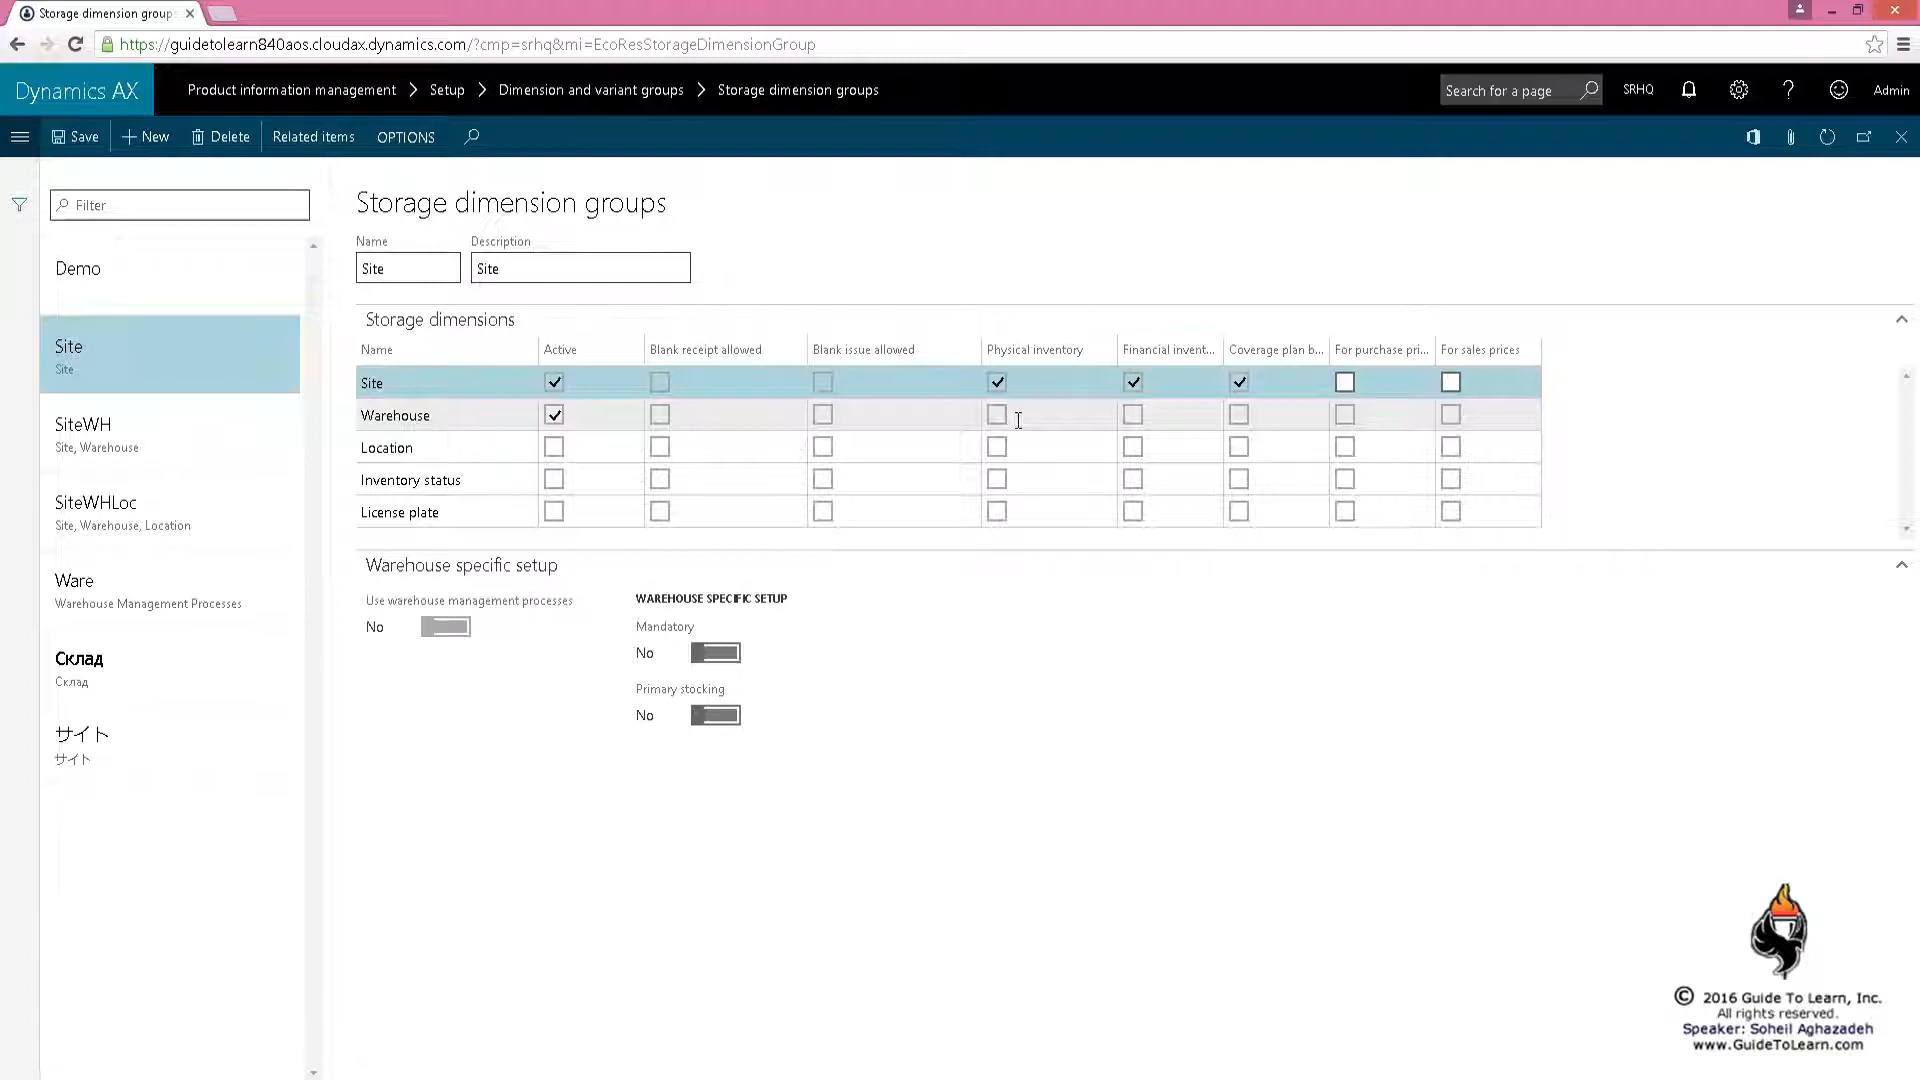 Storage dimension groups
https://guidetolearn840aos.cloudax.dynamics.com/?cmp=srhq&mi=EcoResStorageDimensionGroup
Dynamics AX
Product information management > Setup > Dimension and variant groups > Storage dimension groups
Search for a page
SRHQ
?
Admin
Save
New
Delete
Related items
OPTIONS
Filter
Demo
Site
Site
SiteWH
Site, Warehouse
SiteWHLoc
Site, Warehouse, Location
Ware
Warehouse Management Processes
Склад
Склад
サイト
サイト
Storage dimension groups
Name Description
Site Site
Storage dimensions
Name Active Blank receipt allowed Blank issue allowed Physical inventory Financial invent... Coverage plan b... For purchase pri... For sales prices
Site
Warehouse
Location
Inventory status
License plate
Warehouse specific setup
Use warehouse management processes
No
WAREHOUSE SPECIFIC SETUP
Mandatory
No
Primary stocking
No
© 2016 Guide To Learn, Inc.
All rights reserved.
Speaker: Soheil Aghazadeh
www.GuideToLearn.com